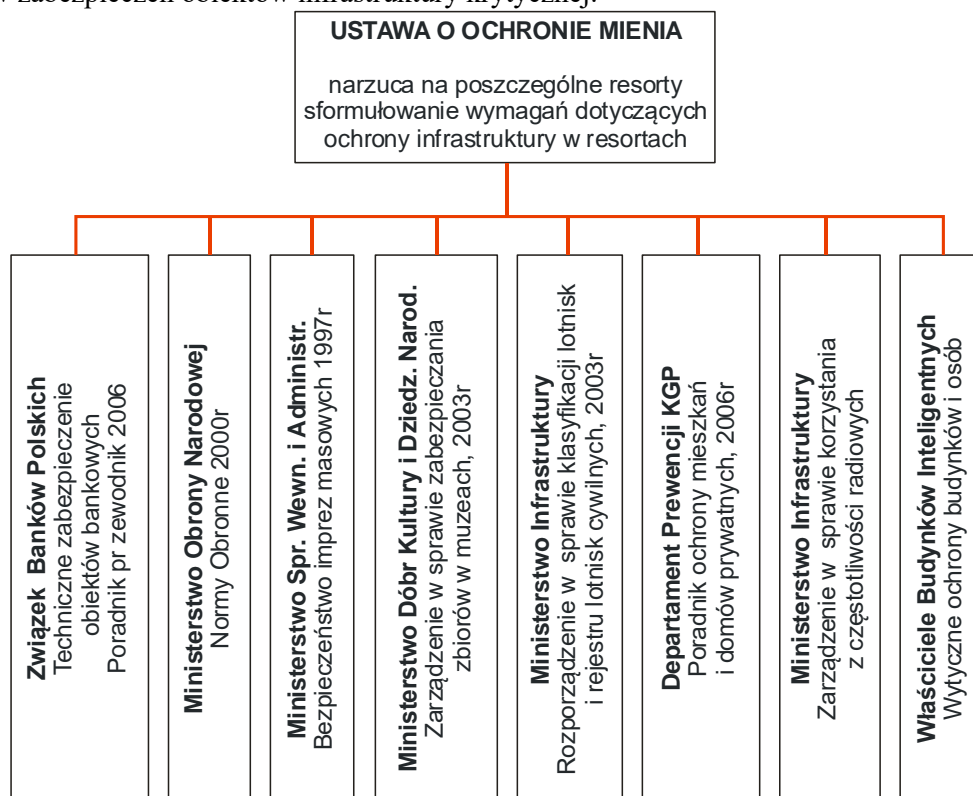 w zabezpieczeń obiektów infrastruktury krytycznej.
USTAWA O OCHRONIE MIENIA
narzuca na poszczególne resorty
sformułowanie wymagań dotyczących
ochrony infrastruktury w resortach
Związek Banków Polskich
Techniczne zabezpieczenie
obiektów bankowych
Poradnik pr zewodnik 2006
Ministerstwo Obrony Narodowej
Normy Obronne 2000r
Ministerstwo Spr. Wewn. i Administr.
Bezpieczeństwo imprez masowych 1997r
Ministerstwo Dóbr Kultury i Dziedz. Narod.
Zarządzenie w sprawie zabezpieczania
zbiorów w muzeach, 2003r
Ministerstwo Infrastruktury
Rozporządzenie w sprawie klasyfikacji lotnisk
i rejestru lotnisk cywilnych, 2003r
Departament Prewencji KGP
Poradnik ochrony mieszkań
i domów prywatnych, 2006r
Ministerstwo Infrastruktury
Zarządzenie w sprawie korzystania
z częstotliwości radiowych
Właściciele Budynków Inteligentnych
Wytyczne ochrony budynków i osób